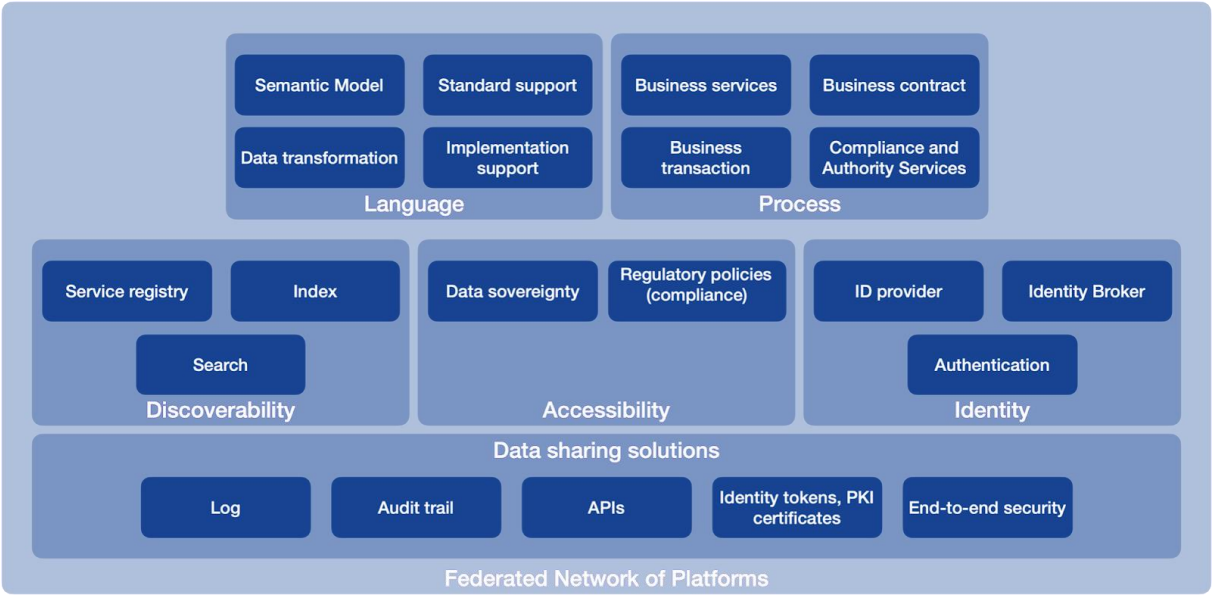 Semantic Model
Standard support
Data transformation
Implementation
support
Language
Business services
Business contract
Business
transaction
Compliance and
Authority Services
Process
Service registry
Index
Search
Discoverability
Data sovereignty
Regulatory policies
(compliance)
Accessibility
ID provider
Identity Broker
Authentication
Identity
Data sharing solutions
Log
Audit trail
APIs
Identity tokens, PKI
certificates
End-to-end security
Federated Network of Platforms